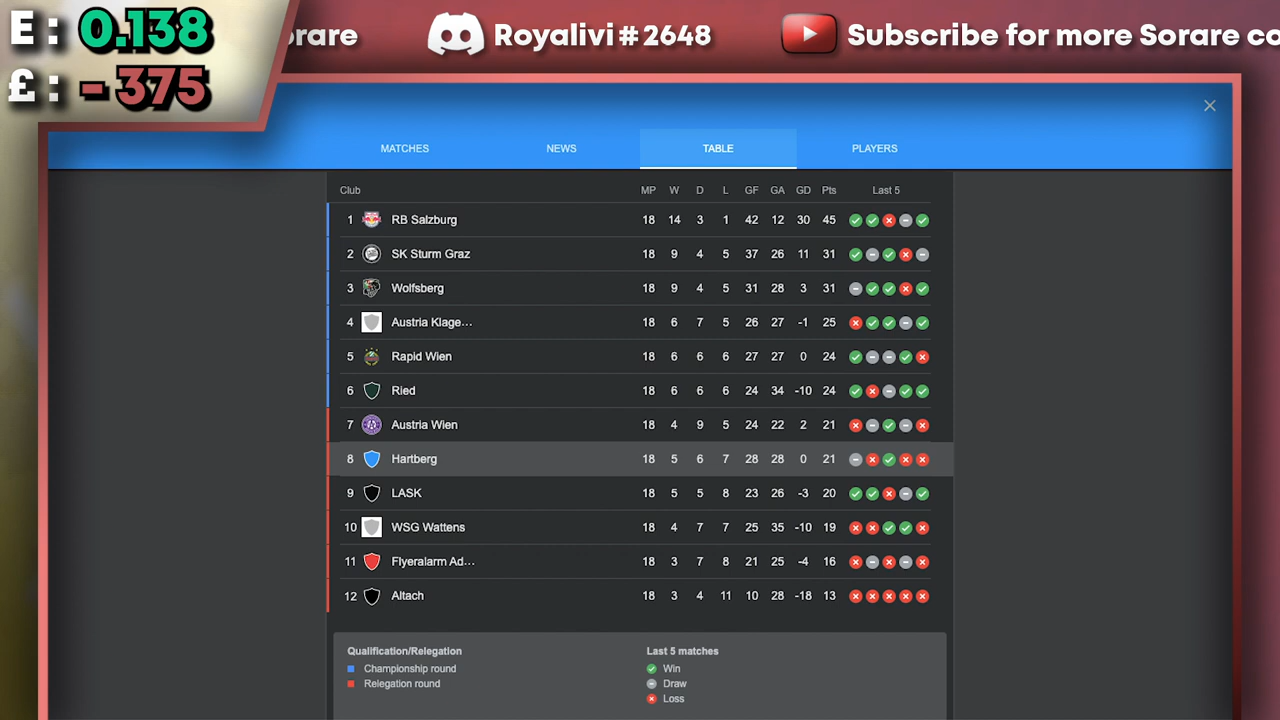 E: 0.138
£: - 375
orare
Royalivi # 2648
Subscribe for more Sorare co
MATCHES NEWS TABLE PLAYERS
Club MP W D L GF GA GD Pts Last 5
1 RB Salzburg 18 14 3 1 42 12 30 45
2 SK Sturm Graz 18 9 4 5 37 26 11 31
3 Wolfsberg 18 9 4 5 31 28 3 31
4 Austria Klage... 18 6 7 5 26 27 -1 25
5 Rapid Wien 18 6 6 6 27 27 0 24
6 Ried 18 6 6 6 24 34 -10 24
7 Austria Wien 18 4 9 5 24 22 2 21
8 Hartberg 18 5 6 7 28 28 0 21
9 LASK 18 5 5 8 23 26 -3 20
10 WSG Wattens 18 4 7 7 25 35 -10 19
11 Flyeralarm Ad... 18 3 7 8 21 25 -4 16
12 Altach 18 3 4 11 10 28 -18 13
Qualification/Relegation
Championship round
Relegation round
Last 5 matches
Win
Draw
Loss